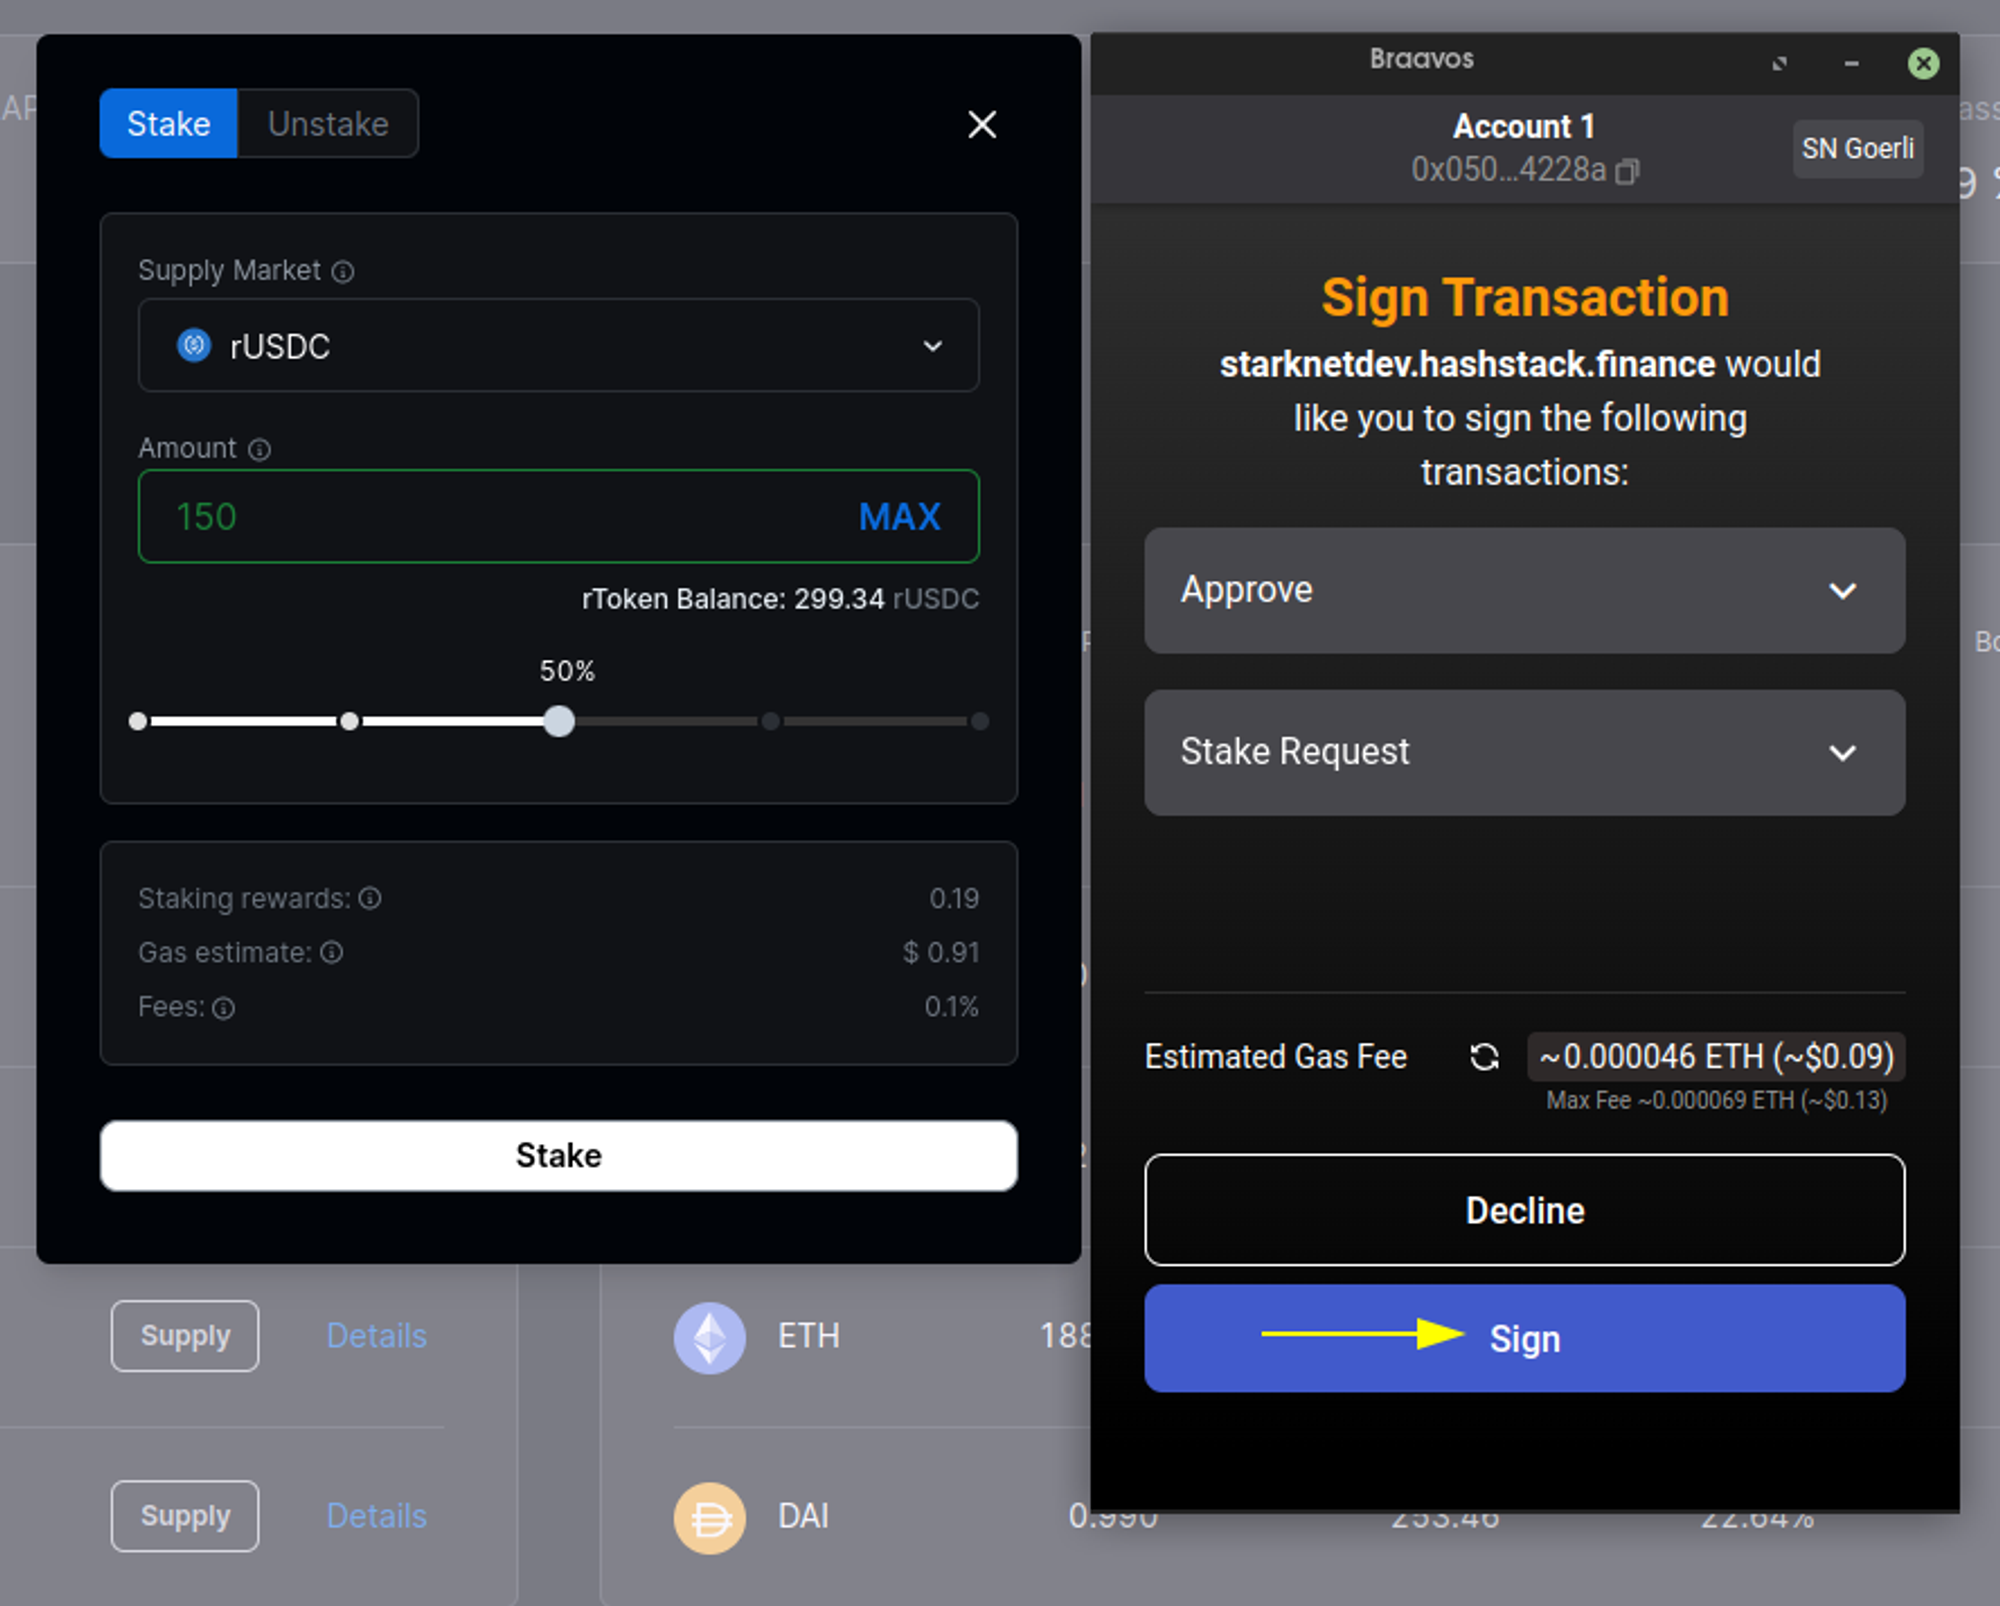 Stake Unstake
Supply Market
rUSDC
Amount
150 MAX
rToken Balance: 299.34 rUSDC
50%
Staking rewards: 0.19
Gas estimate: $ 0.91
Fees: 0.1%
Stake
Braavos
Account 1
0x050...4228a
SN Goerli
Sign Transaction
starknetdev.hashstack.finance would
like you to sign the following
transactions:
Approve
Stake Request
Estimated Gas Fee ~0.000046 ETH (~$0.09)
Max Fee ~0.000069 ETH (~$0.13)
Decline
Sign
Supply Details ETH 188
Supply Details DAI 0.990 253.46 22.64%